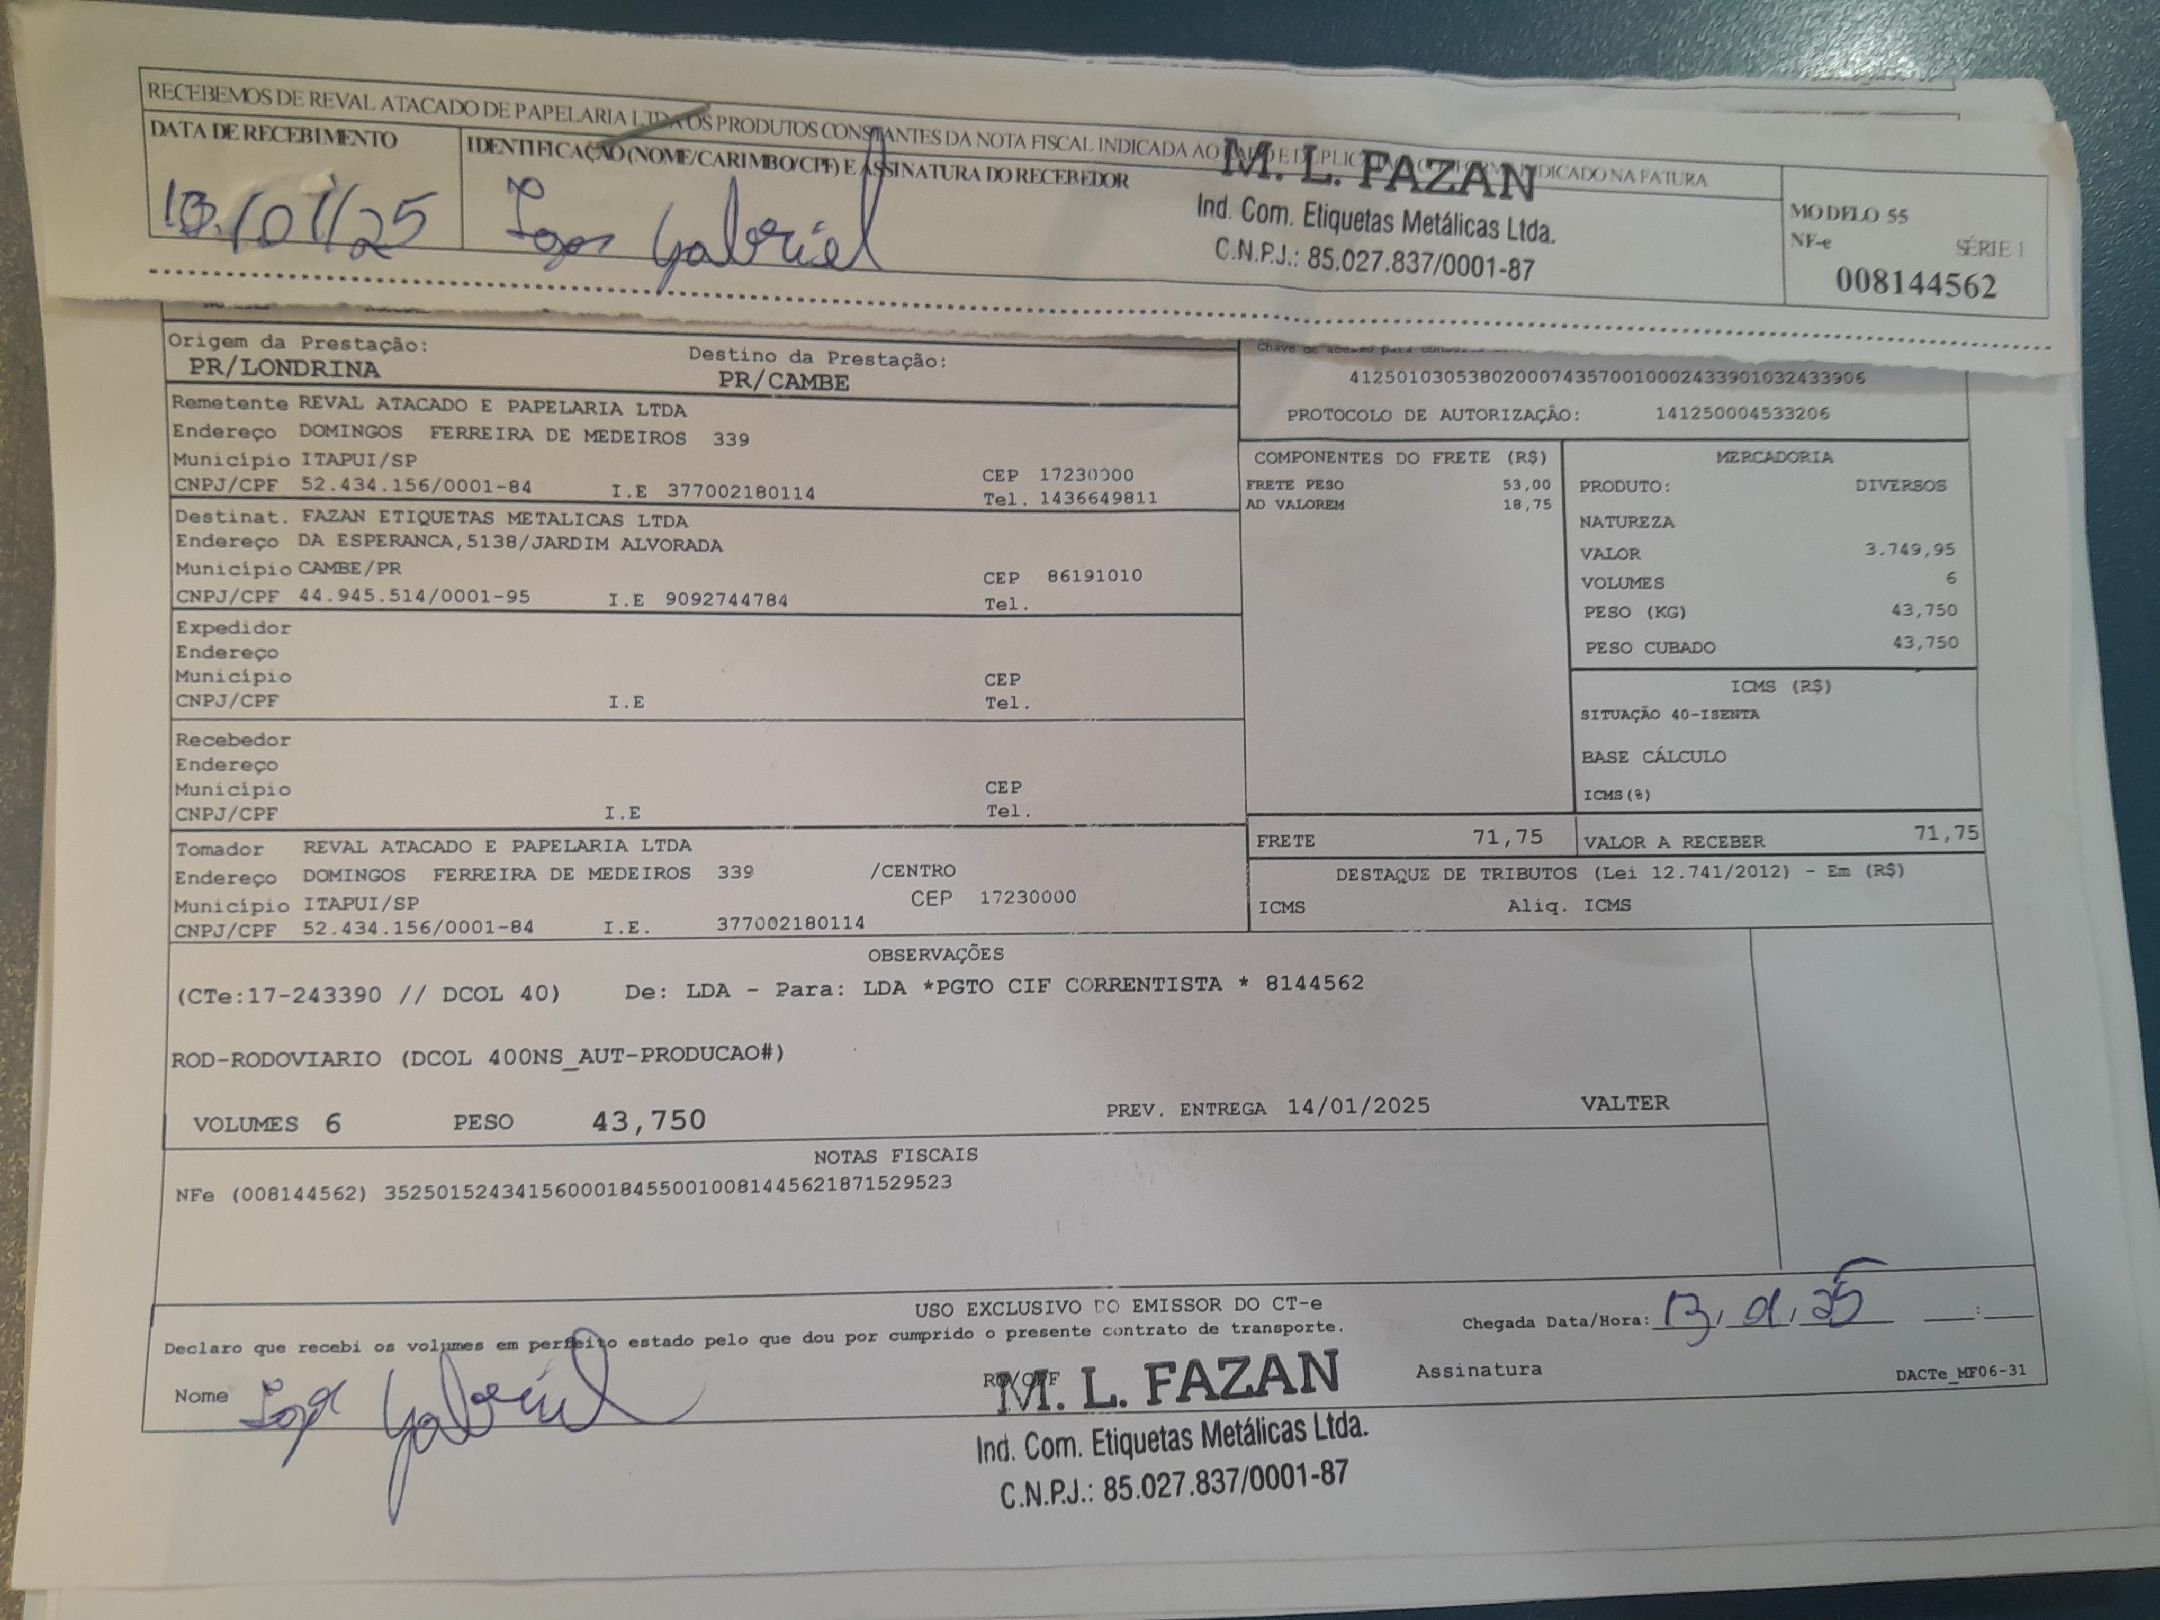 RECEBEMOS DE REVAL ATACADO DE PAPELARIA LTDA OS PRODUTOS CONSTANTES DA NOTA FISCAL INDICADA AO INDICADO NA FATURA
DATA DE RECEBIMENTO
IDENTIFICAÇÃO (NOME/CARIMBO/CPF) E ASSINATURA DO RECEBEDOR
13/01/25
Gabriel
M. L. FAZAN
Ind. Com. Etiquetas Metálicas Ltda.
C.N.P.J.: 85.027.837/0001-87
MODELO 55
NF-e SÉRIE 1
008144562
Origem da Prestação:
PR/LONDRINA
Destino da Prestação:
PR/CAMBE
Chave de acesso para
41250103053802000743570010002433901032433906
PROTOCOLO DE AUTORIZAÇÃO: 141250004533206
Remetente REVAL ATACADO E PAPELARIA LTDA
Endereço DOMINGOS FERREIRA DE MEDEIROS 339
Município ITAPUI/SP CEP 17230000
CNPJ/CPF 52.434.156/0001-84 I.E 377002180114 Tel. 1436649811
Destinat. FAZAN ETIQUETAS METALICAS LTDA
Endereço DA ESPERANCA,5138/JARDIM ALVORADA
Município CAMBE/PR CEP 86191010
CNPJ/CPF 44.945.514/0001-95 I.E 9092744784 Tel.
Expedidor
Endereço
Município CEP
CNPJ/CPF I.E Tel.
Recebedor
Endereço
Município CEP
CNPJ/CPF I.E Tel.
Tomador REVAL ATACADO E PAPELARIA LTDA
Endereço DOMINGOS FERREIRA DE MEDEIROS 339 /CENTRO
Município ITAPUI/SP CEP 17230000
CNPJ/CPF 52.434.156/0001-84 I.E. 377002180114
COMPONENTES DO FRETE (R$)
FRETE PESO 53,00
AD VALOREM 18,75
MERCADORIA
PRODUTO: DIVERSOS
NATUREZA
VALOR 3.749,95
VOLUMES 6
PESO (KG) 43,750
PESO CUBADO 43,750
ICMS (R$)
SITUAÇÃO 40-ISENTA
BASE CÁLCULO
ICMS(%)
FRETE 71,75 VALOR A RECEBER 71,75
DESTAQUE DE TRIBUTOS (Lei 12.741/2012) - Em (R$)
ICMS Aliq. ICMS
OBSERVAÇÕES
(CTe:17-243390 // DCOL 40) De: LDA - Para: LDA *PGTO CIF CORRENTISTA * 8144562
ROD-RODOVIARIO (DCOL 400NS_AUT-PRODUCAO#)
VOLUMES 6 PESO 43,750 PREV. ENTREGA 14/01/2025 VALTER
NOTAS FISCAIS
NFe (008144562) 35250152434156000184550010081445621871529523
USO EXCLUSIVO DO EMISSOR DO CT-e
Declaro que recebi os volumes em perfeito estado pelo que dou por cumprido o presente contrato de transporte.
Chegada Data/Hora: 13, 01, 25 :
Nome Gabriel RG/CPF Assinatura DACTe_MF06-31
M. L. FAZAN
Ind. Com. Etiquetas Metálicas Ltda.
C.N.P.J.: 85.027.837/0001-87